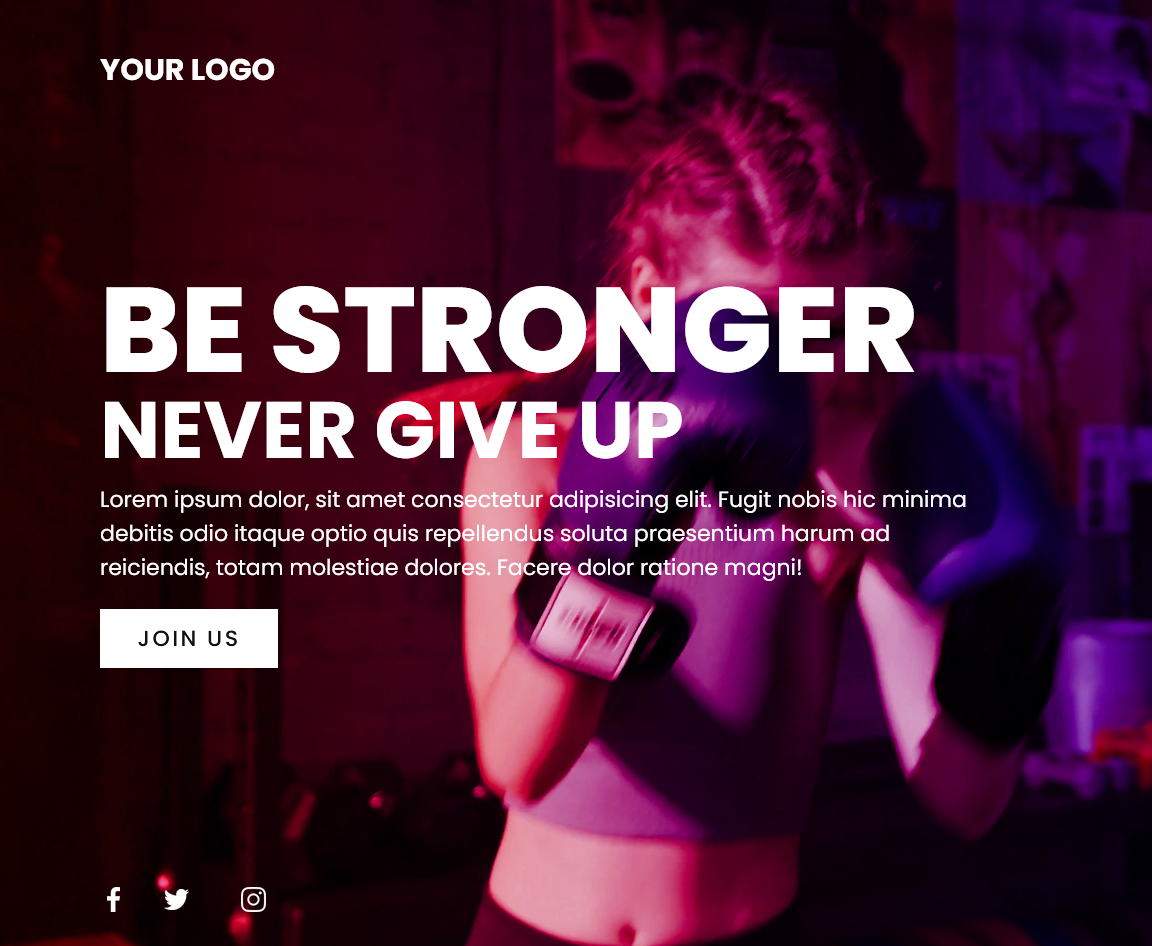 YOUR LOGO
BE STRONGER
NEVER GIVE UP
Lorem ipsum dolor, sit amet consectetur adipisicing elit. Fugit nobis hic minima
debitis odio itaque optio quis repellendus soluta praesentium harum ad
reiciendis, totam molestiae dolores. Facere dolor ratione magni!
JOIN US